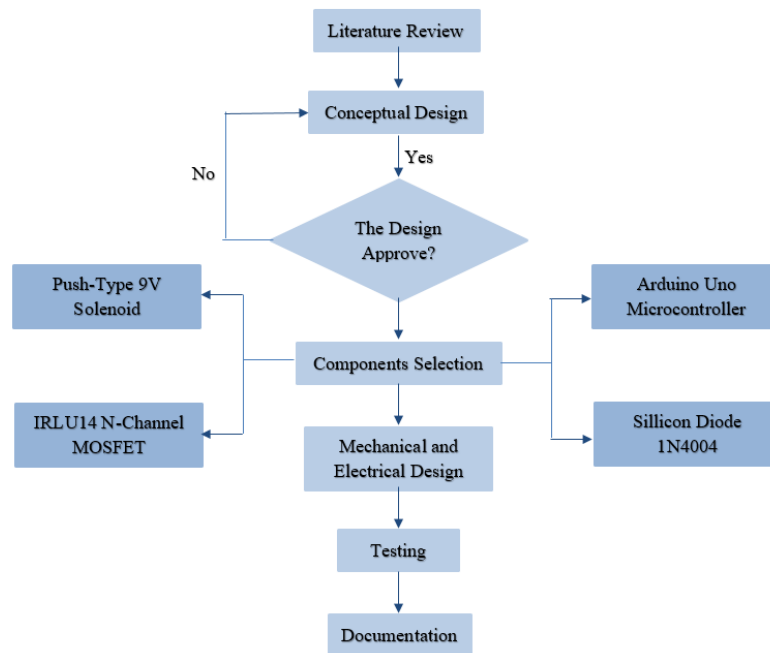 Literature Review
Conceptual Design
Yes
No
The Design
Approve?
Push-Type 9V
Solenoid
Arduino Uno
Microcontroller
Components Selection
IRLU14 N-Channel
MOSFET
Sillicon Diode
1N4004
Mechanical and
Electrical Design
Testing
Documentation